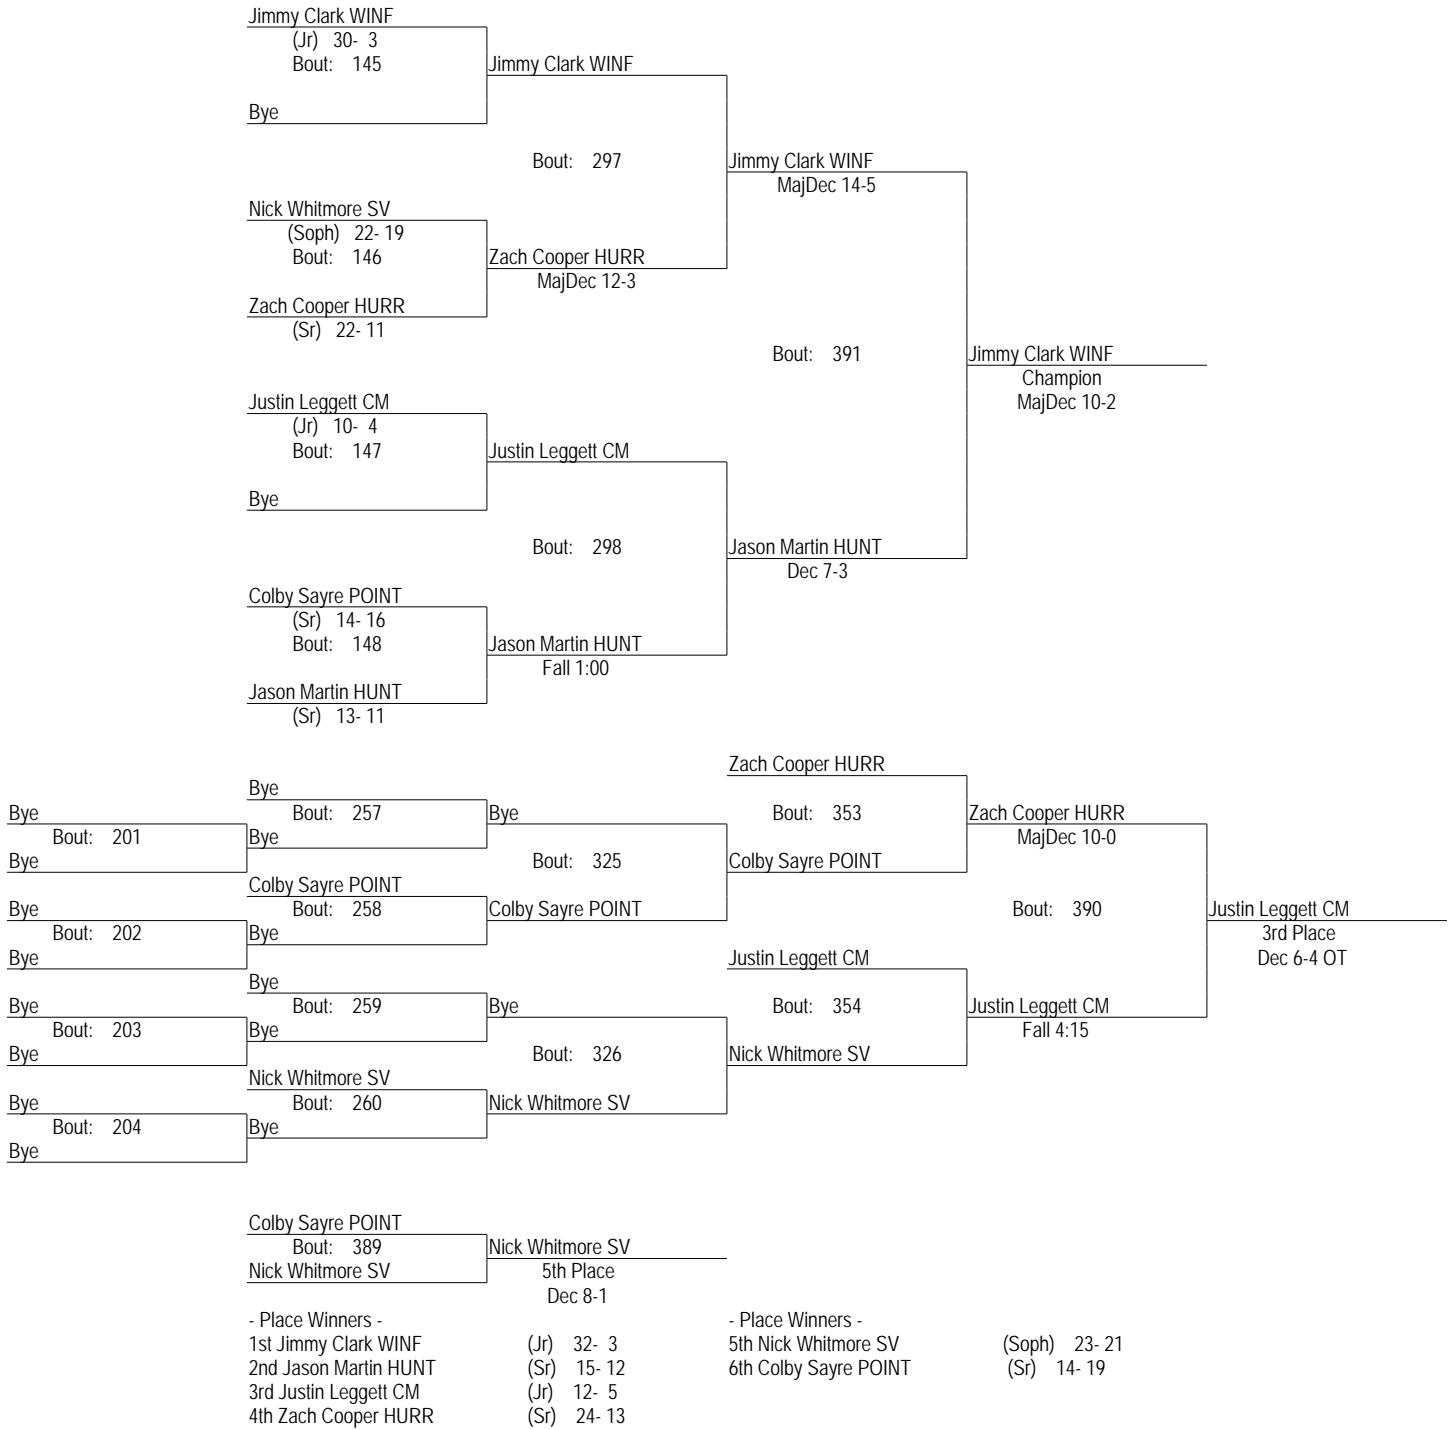 Jimmy Clark WINF
(Jr) 30- 3
Bout: 145
Jimmy Clark WINF
Bye
Bout: 297
Jimmy Clark WINF
MajDec 14-5
Nick Whitmore SV
(Soph) 22- 19
Bout: 146
Zach Cooper HURR
MajDec 12-3
Zach Cooper HURR
(Sr) 22- 11
Bout: 391
Jimmy Clark WINF
Champion
MajDec 10-2
Justin Leggett CM
(Jr) 10- 4
Bout: 147
Justin Leggett CM
Bye
Bout: 298
Jason Martin HUNT
Dec 7-3
Colby Sayre POINT
(Sr) 14- 16
Bout: 148
Jason Martin HUNT
Fall 1:00
Jason Martin HUNT
(Sr) 13- 11
Zach Cooper HURR
Bye
Bye
Bout: 257
Bye
Bout: 353
Zach Cooper HURR
Bout: 201
Bye
MajDec 10-0
Bye
Bout: 325
Colby Sayre POINT
Colby Sayre POINT
Bye
Bout: 258
Colby Sayre POINT
Bout: 390
Justin Leggett CM
Bout: 202
Bye
3rd Place
Bye
Justin Leggett CM
Dec 6-4 OT
Bye
Bye
Bout: 259
Bye
Bout: 354
Justin Leggett CM
Bout: 203
Bye
Fall 4:15
Bye
Bout: 326
Nick Whitmore SV
Nick Whitmore SV
Bye
Bout: 260
Nick Whitmore SV
Bout: 204
Bye
Bye
Colby Sayre POINT
Bout: 389
Nick Whitmore SV
Nick Whitmore SV
5th Place
Dec 8-1
- Place Winners -
1st Jimmy Clark WINF (Jr) 32- 3
2nd Jason Martin HUNT (Sr) 15- 12
3rd Justin Leggett CM (Jr) 12- 5
4th Zach Cooper HURR (Sr) 24- 13
- Place Winners -
5th Nick Whitmore SV (Soph) 23- 21
6th Colby Sayre POINT (Sr) 14- 19